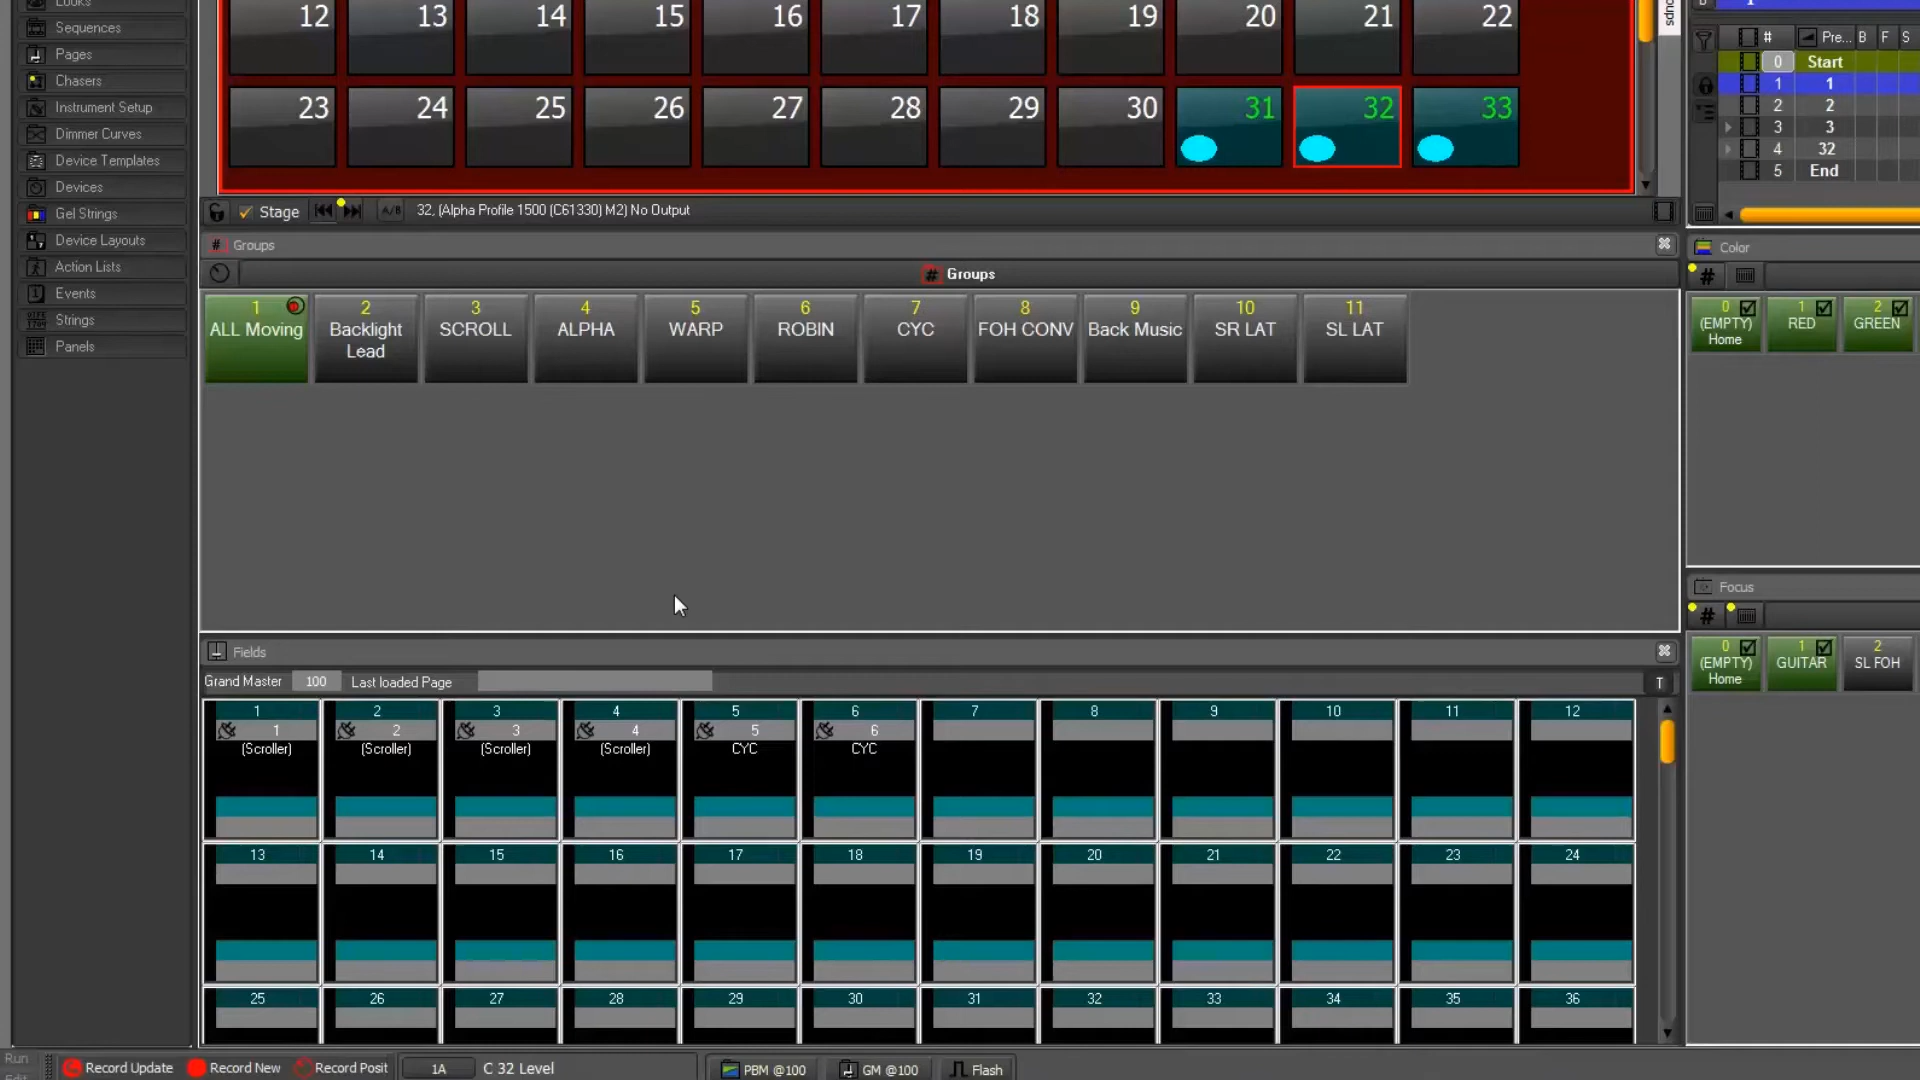 Looks
Sequences
Pages
Chasers
Instrument Setup
Dimmer Curves
Device Templates
Devices
Gel Strings
Device Layouts
Action Lists
Events
Strings
Panels
12 13 14 15 16 17 18 19 20 21 22
23 24 25 26 27 28 29 30 31 32 33
Stage A/B 32, (Alpha Profile 1500 (C61330) M2) No Output
# Groups
# Groups
1 2 3 4 5 6 7 8 9 10 11
ALL Moving Backlight SCROLL ALPHA WARP ROBIN CYC FOH CONV Back Music SR LAT SL LAT
Lead
Fields
Grand Master 100 Last loaded Page T
1 2 3 4 5 6 7 8 9 10 11 12
1 2 3 4 5 6
(Scroller) (Scroller) (Scroller) (Scroller) CYC CYC
13 14 15 16 17 18 19 20 21 22 23 24
25 26 27 28 29 30 31 32 33 34 35 36
# Pre... B F S
0 Start
1 1
2 2
3 3
4 32
5 End
Color
#
0 1 2
(EMPTY) RED GREEN
Home
Focus
#
0 1 2
(EMPTY) GUITAR SL FOH
Home
Run
Record Update Record New Record Posit 1A C 32 Level PBM @100 GM @100 Flash